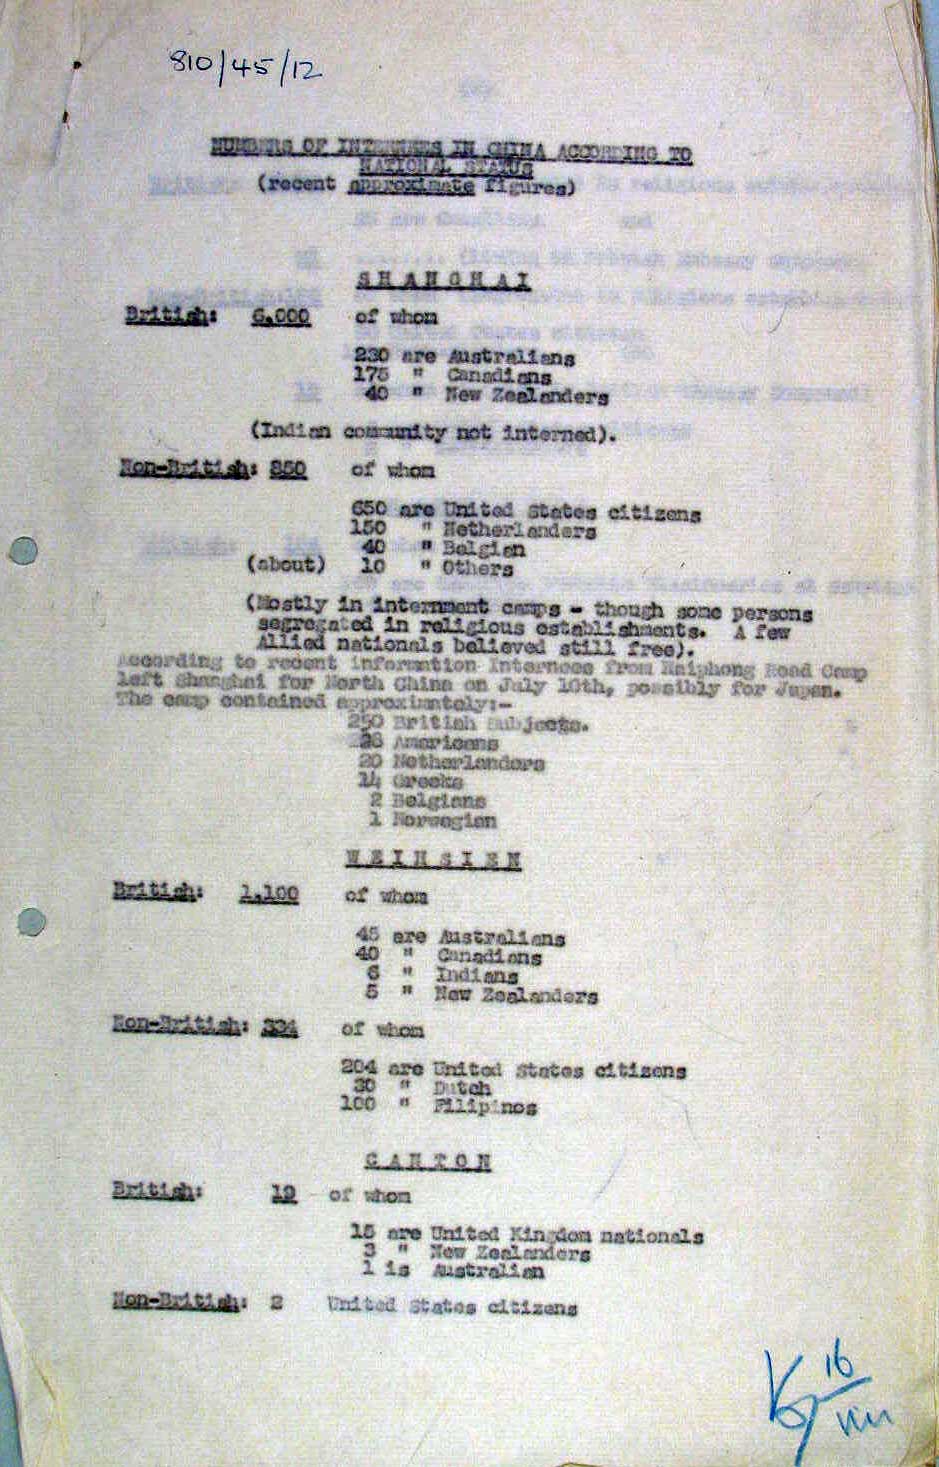 810/45/12
NUMBERS OF INTERNEES IN CHINA ACCORDING TO
NATIONAL STATUS
(recent approximate figures)
SHANGHAI
British: 6,000 of whom
230 are Australians
175 " Canadians
40 " New Zealanders
(Indian community not interned).
Non-British: 850 of whom
650 are United States citizens
150 " Netherlanders
40 " Belgian
(about) 10 " Others
(Mostly in internment camps - though some persons
segregated in religious establishments. A few
Allied nationals believed still free).
According to recent information Internees from Haiphong Road Camp
left Shanghai for North China on July 10th, possibly for Japan.
The camp contained approximately:-
250 British Subjects.
Americans
20 Netherlanders
14 Greeks
2 Belgians
1 Norwegian
WEIHSIEN
British: 1,100 of whom
45 are Australians
40 " Canadians
6 " Indians
5 " New Zealanders
Non-British: 334 of whom
204 are United States citizens
30 " Dutch
100 " Filipinos
CANTON
British: 19 of whom
15 are United Kingdom nationals
3 " New Zealanders
1 is Australian
Non-British: 2 United States citizens
16